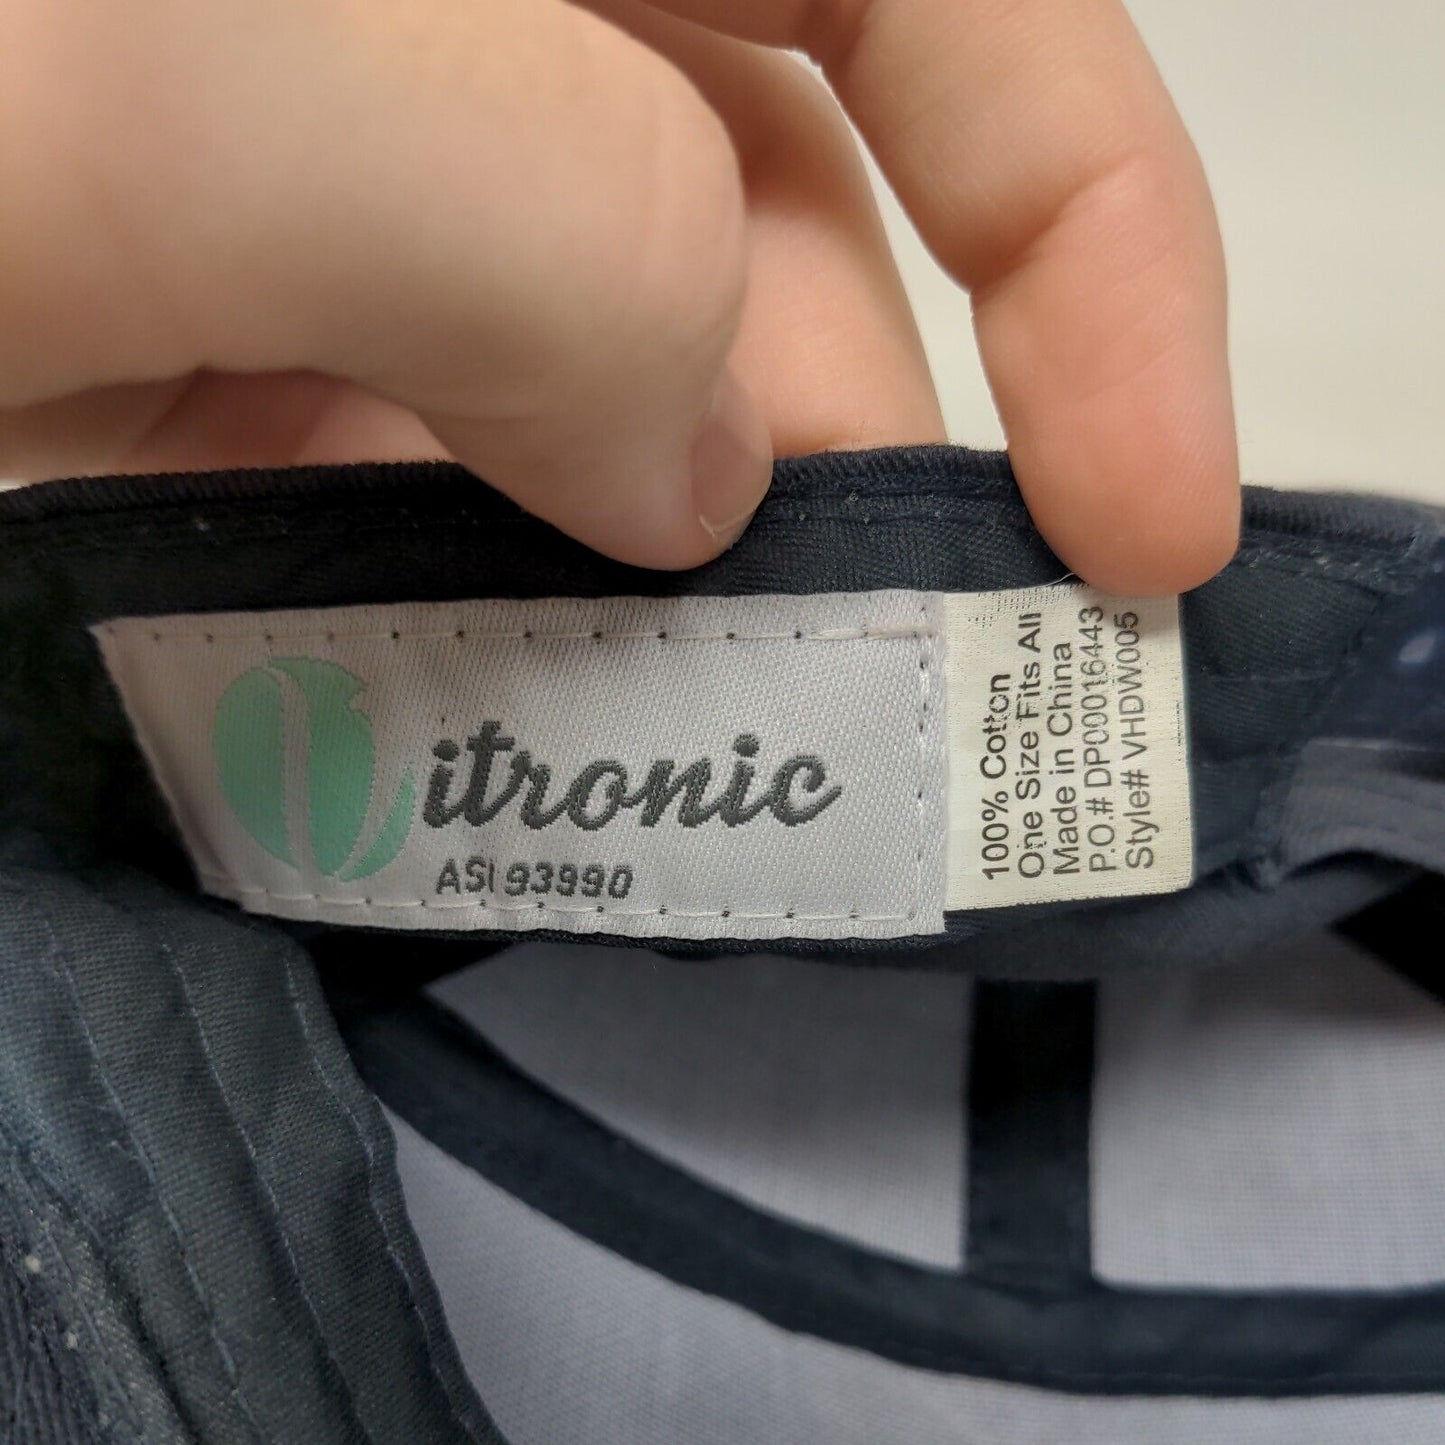 Vitronic
ASI 93990
100% Cotton
One Size Fits All
Made in China
P.O.# DP00016443
Style# VHDW005